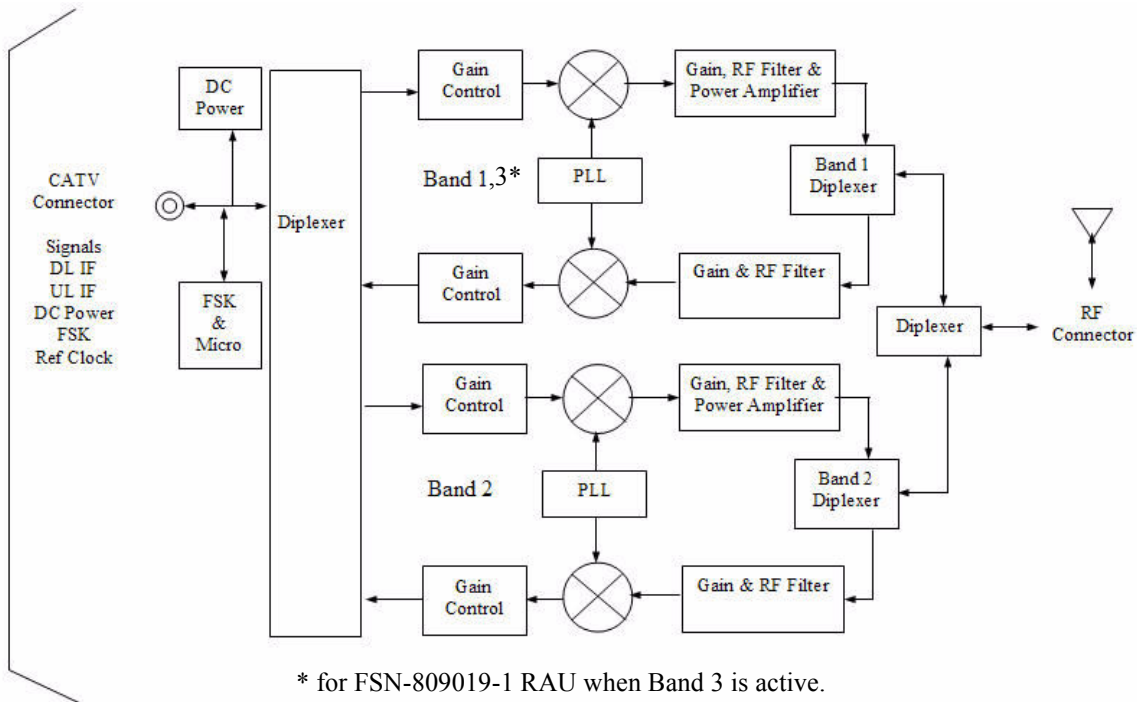 CATV
Connector
Signals
DL IF
UL IF
DC Power
FSK
Ref Clock
DC
Power
FSK
&
Micro
Diplexer
Gain
Control
Gain, RF Filter &
Power Amplifier
Band 1,3*
PLL
Band 1
Diplexer
Gain
Control
Gain & RF Filter
Diplexer
RF
Connector
Gain
Control
Gain, RF Filter &
Power Amplifier
Band 2
PLL
Band 2
Diplexer
Gain
Control
Gain & RF Filter
* for FSN-809019-1 RAU when Band 3 is active.